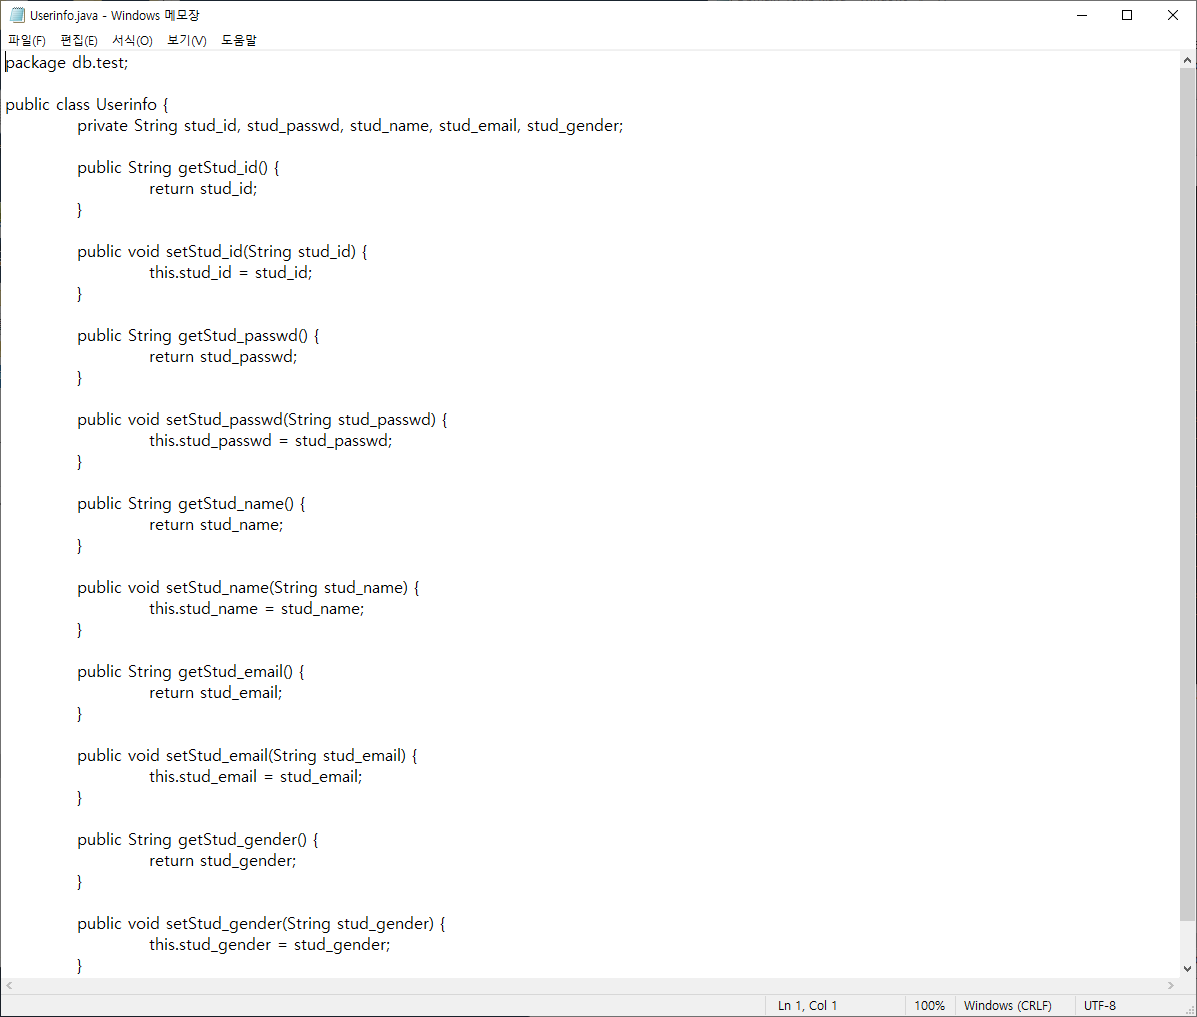 Userinfo.java - Windows 메모장
파일(F) 편집(E) 서식(O) 보기(V) 도움말
package db.test;
public class Userinfo {
private String stud_id, stud_passwd, stud_name, stud_email, stud_gender;
public String getStud_id() {
return stud_id;
}
public void setStud_id(String stud_id) {
this.stud_id = stud_id;
}
public String getStud_passwd() {
return stud_passwd;
}
public void setStud_passwd(String stud_passwd) {
this.stud_passwd = stud_passwd;
}
public String getStud_name() {
return stud_name;
}
public void setStud_name(String stud_name) {
this.stud_name = stud_name;
}
public String getStud_email() {
return stud_email;
}
public void setStud_email(String stud_email) {
this.stud_email = stud_email;
}
public String getStud_gender() {
return stud_gender;
}
public void setStud_gender(String stud_gender) {
this.stud_gender = stud_gender;
}
Ln 1, Col 1 100% Windows (CRLF) UTF-8